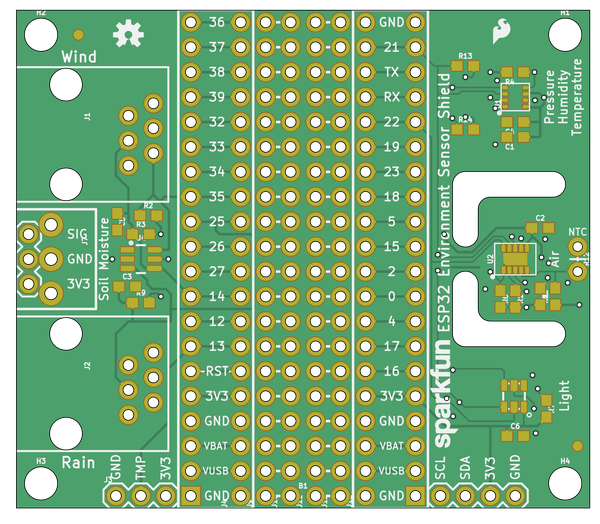 H2
H1
Wind
36 GND
37 21
38 TX
39 RX
32 22
33 19
34 23
35 18
25 5
26 15
27 2
14 0
12 4
13 17
RST 16
3V3 3V3
GND GND
VBAT VBAT
VUSB VUSB
GND GND
B1
R13
R4
R14
C1
Pressure
Humidity
Temperature
J1
R2
R3
SIG
GND
3V3
Soil Moisture
C3
J2
Rain
H3
GND
TMP
3V3
sparkfun ESP32 Environment Sensor Shield
C2
NTC
U2
Air
Light
C6
SCL
SDA
3V3
GND
H4